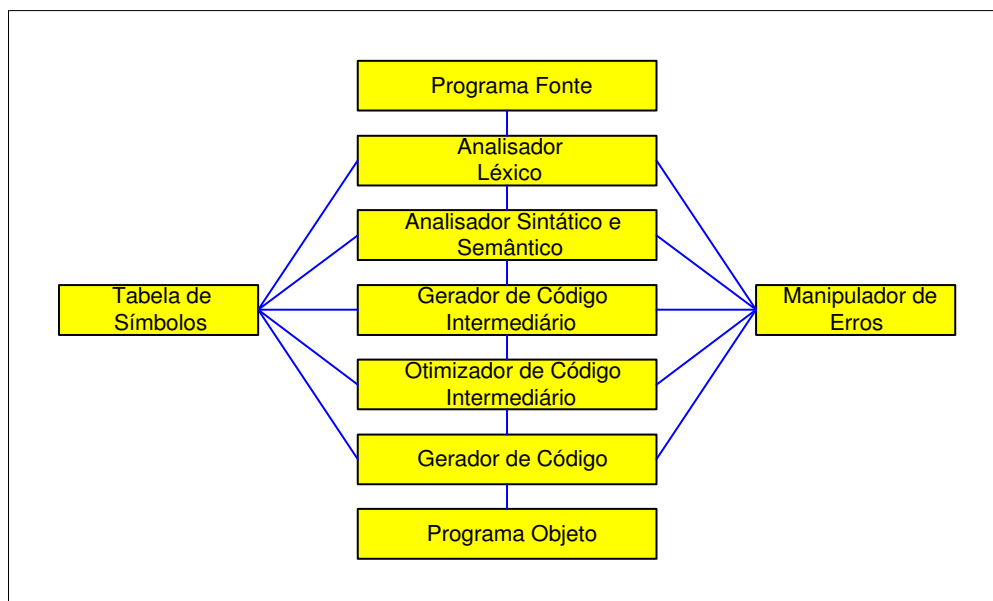 Programa Fonte
Analisador
Léxico
Analisador Sintático e
Semântico
Tabela de
Símbolos
Gerador de Código
Intermediário
Manipulador de
Erros
Otimizador de Código
Intermediário
Gerador de Código
Programa Objeto